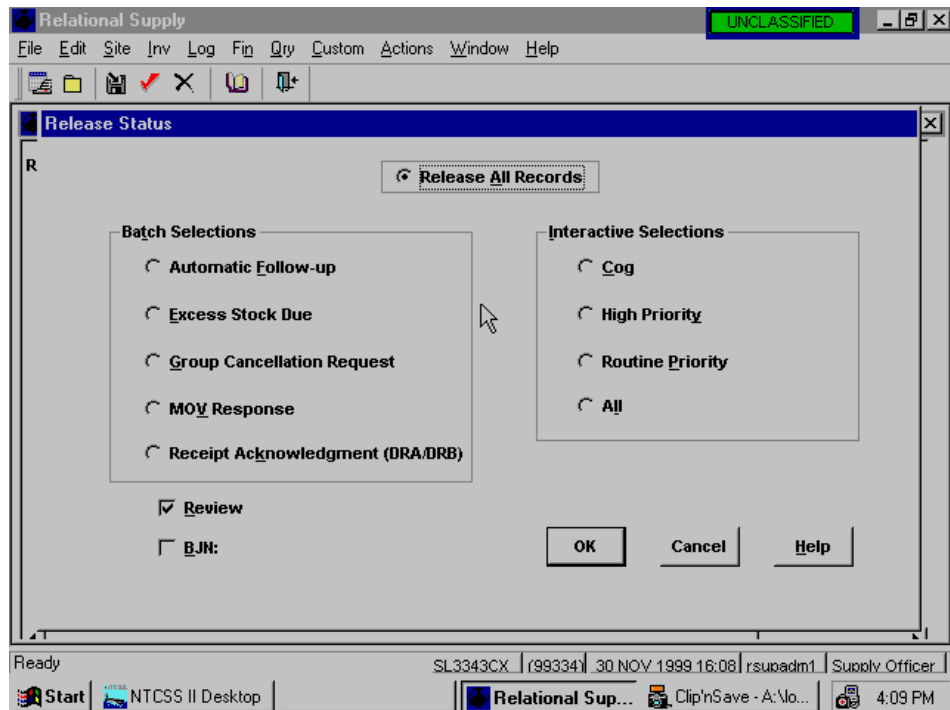 Relational Supply UNCLASSIFIED
File Edit Site Inv Log Fin Qry Custom Actions Window Help
Release Status
R
Release All Records
Batch Selections
Automatic Follow-up
Excess Stock Due
Group Cancellation Request
MOV Response
Receipt Acknowledgment (DRA/DRB)
Interactive Selections
Cog
High Priority
Routine Priority
All
Review
BJN:
OK Cancel Help
Ready SL3343CX (99334) 30 NOV 1999 16:08 rsupadm1 Supply Officer
Start NTCSS II Desktop Relational Sup... Clip'nSave - A:\lo... 4:09 PM